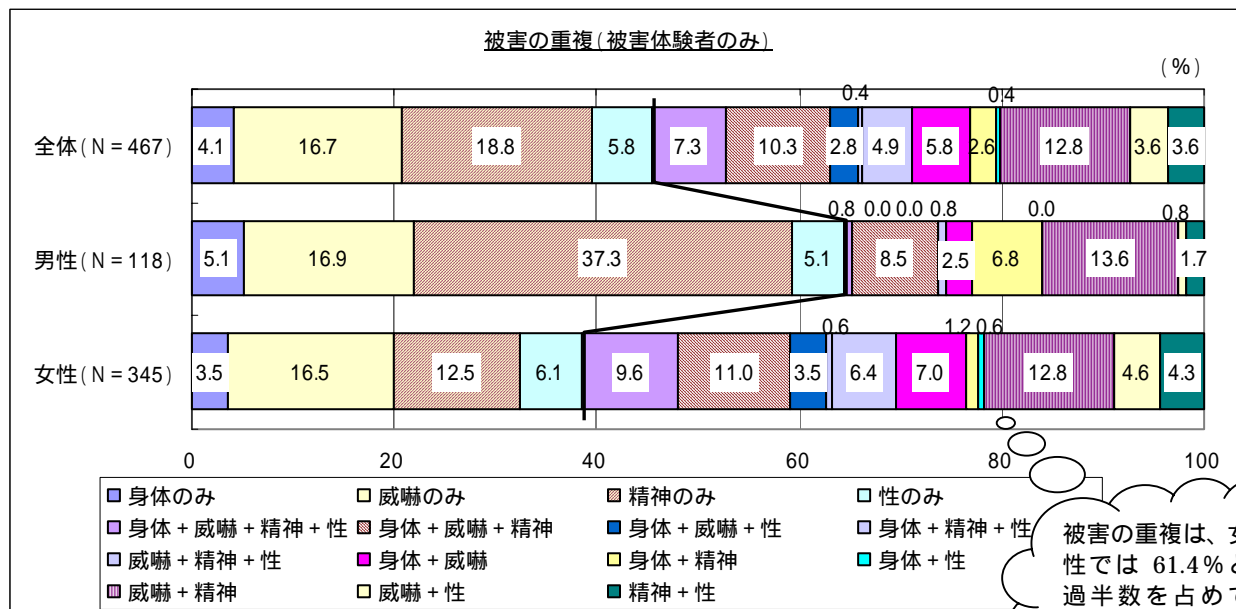 被害の重複(被害体験者のみ)
(%)
0.4 0.4
全体(N=467) 4.1 16.7 18.8 5.8 7.3 10.3 2.8 4.9 5.8 2.6 12.8 3.6 3.6
0.8 0.0 0.0 0.8 0.0 0.8
男性(N=118) 5.1 16.9 37.3 5.1 8.5 2.5 6.8 13.6 1.7
0.6 1.2 0.6
女性(N=345) 3.5 16.5 12.5 6.1 9.6 11.0 3.5 6.4 7.0 12.8 4.6 4.3
0 20 40 60 80 100
身体のみ 威嚇のみ 精神のみ 性のみ
身体+威嚇+精神+性 身体+威嚇+精神 身体+威嚇+性 身体+精神+性
威嚇+精神+性 身体+威嚇 身体+精神 身体+性
威嚇+精神 威嚇+性 精神+性
被害の重複は、
性では 61.4%
過半数を占めて